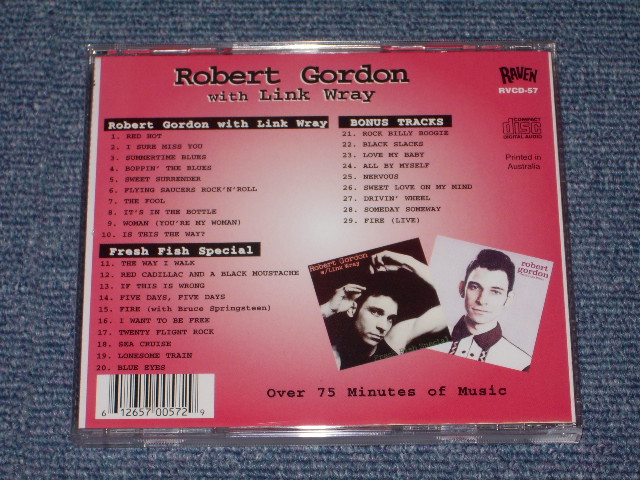 Robert Gordon
with Link Wray
RAVEN
RVCD-57
COMPACT
disc
DIGITAL AUDIO
Printed in
Australia
Robert Gordon with Link Wray
1. RED HOT
2. I SURE MISS YOU
3. SUMMERTIME BLUES
4. BOPPIN' THE BLUES
5. SWEET SURRENDER
6. FLYING SAUCERS ROCK'N'ROLL
7. THE FOOL
8. IT'S IN THE BOTTLE
9. WOMAN (YOU'RE MY WOMAN)
10. IS THIS THE WAY?
Fresh Fish Special
11. THE WAY I WALK
12. RED CADILLAC AND A BLACK MOUSTACHE
13. IF THIS IS WRONG
14. FIVE DAYS, FIVE DAYS
15. FIRE (with Bruce Springsteen)
16. I WANT TO BE FREE
17. TWENTY FLIGHT ROCK
18. SEA CRUISE
19. LONESOME TRAIN
20. BLUE EYES
BONUS TRACKS
21. ROCK BILLY BOOGIE
22. BLACK SLACKS
23. LOVE MY BABY
24. ALL BY MYSELF
25. NERVOUS
26. SWEET LOVE ON MY MIND
27. DRIVIN' WHEEL
28. SOMEDAY SOMEWAY
29. FIRE (LIVE)
Robert Gordon
w/Link Wray
robert
gordon
6 12657 00572 9
Over 75 Minutes of Music